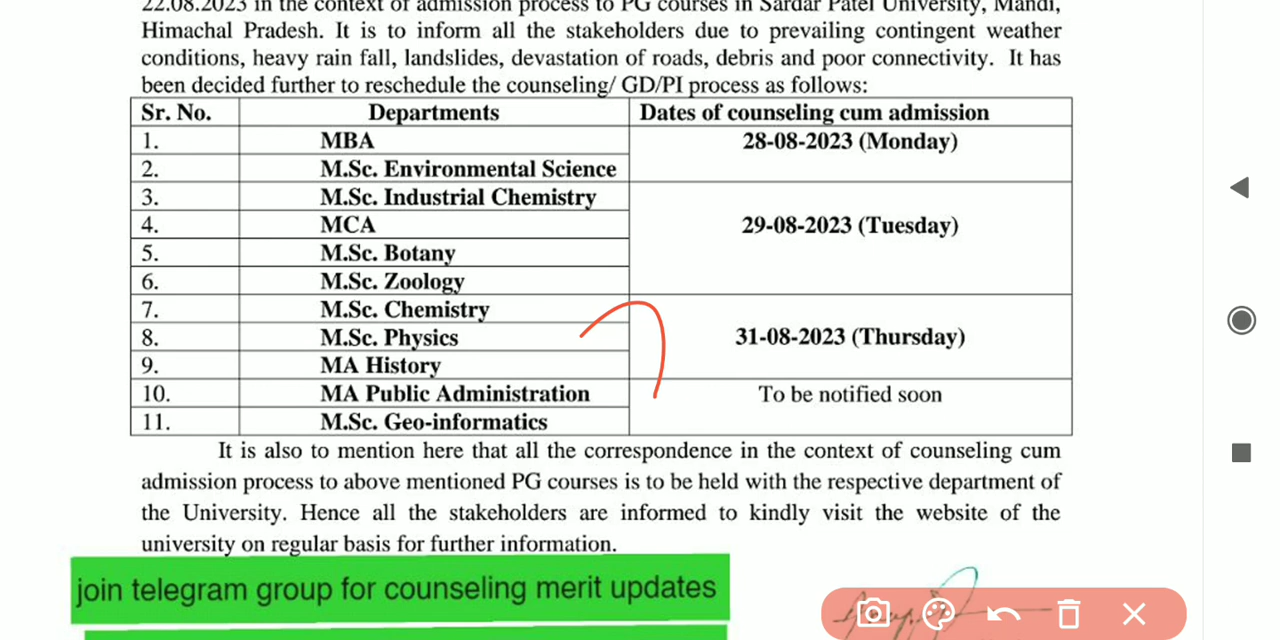 22.08.2023 in the context of admission process to PG courses in Sardar Patel University, Mandi,
Himachal Pradesh. It is to inform all the stakeholders due to prevailing contingent weather
conditions, heavy rain fall, landslides, devastation of roads, debris and poor connectivity. It has
been decided further to reschedule the counseling/ GD/PI process as follows:
Sr. No. Departments Dates of counseling cum admission
1. MBA 28-08-2023 (Monday)
2. M.Sc. Environmental Science
3. M.Sc. Industrial Chemistry
4. MCA 29-08-2023 (Tuesday)
5. M.Sc. Botany
6. M.Sc. Zoology
7. M.Sc. Chemistry
8. M.Sc. Physics 31-08-2023 (Thursday)
9. MA History
10. MA Public Administration To be notified soon
11. M.Sc. Geo-informatics
It is also to mention here that all the correspondence in the context of counseling cum
admission process to above mentioned PG courses is to be held with the respective department of
the University. Hence all the stakeholders are informed to kindly visit the website of the
university on regular basis for further information.
join telegram group for counseling merit updates